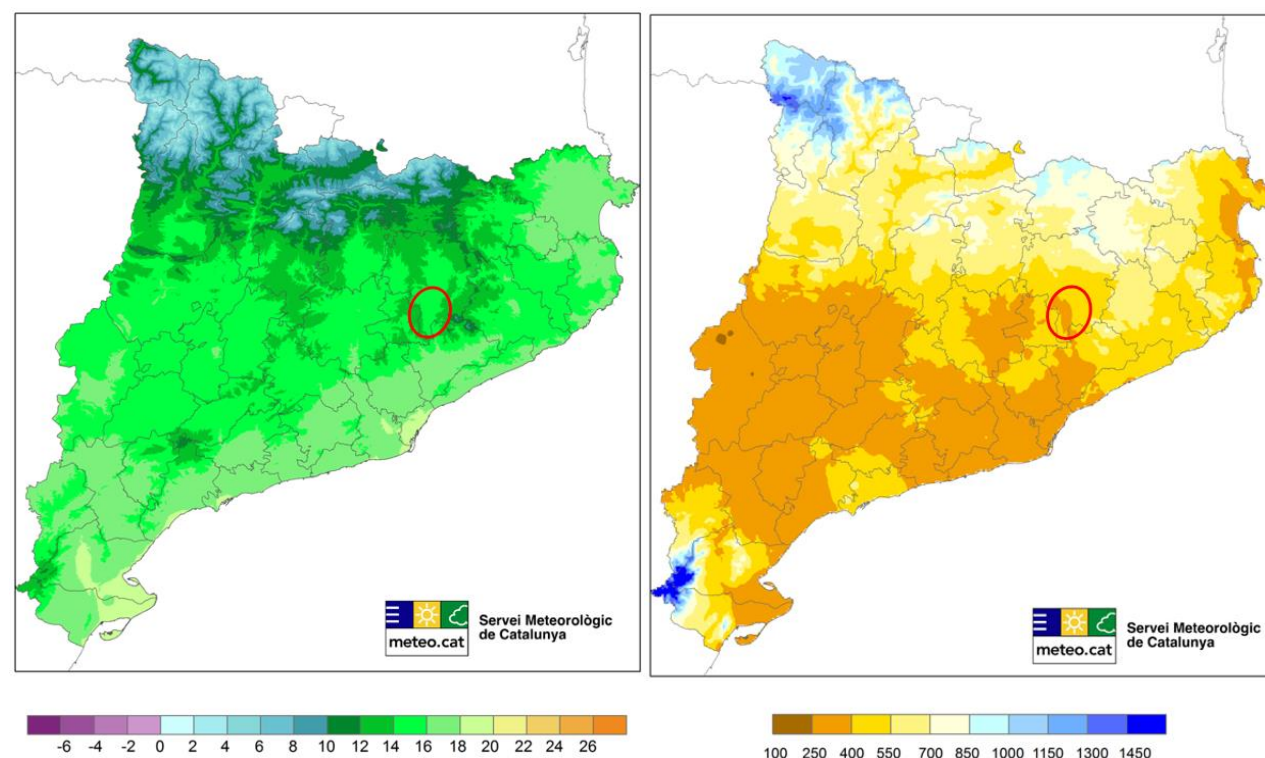 meteo.cat
Servei Meteorològic
de Catalunya
meteo.cat
Servei Meteorològic
de Catalunya
-6 -4 -2 0 2 4 6 8 10 12 14 16 18 20 22 24 26
100 250 400 550 700 850 1000 1150 1300 1450